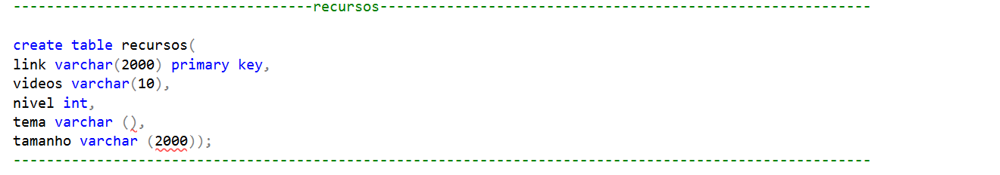 ------------------------------------recursos-----------------------------------------------------------
create table recursos(
link varchar(2000) primary key,
videos varchar(10),
nivel int,
tema varchar (),
tamanho varchar (2000));
-------------------------------------------------------------------------------------------------------